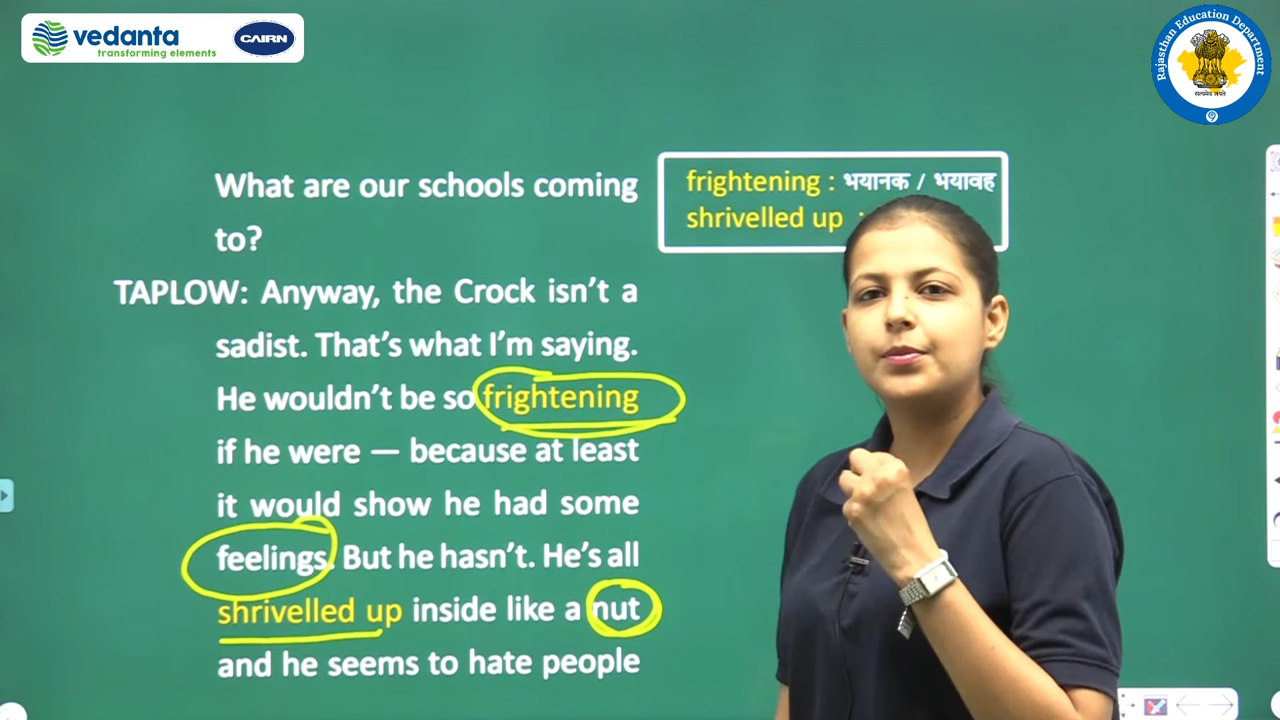 vedanta
transforming elements
CAIRN
Rajasthan Education Department
सत्यमेव जयते
What are our schools coming
to?
TAPLOW: Anyway, the Crock isn't a
sadist. That's what I'm saying.
He wouldn't be so frightening
if he were — because at least
it would show he had some
feelings. But he hasn't. He's all
shrivelled up inside like a nut
and he seems to hate people
frightening : भयानक / भयावह
shrivelled up :